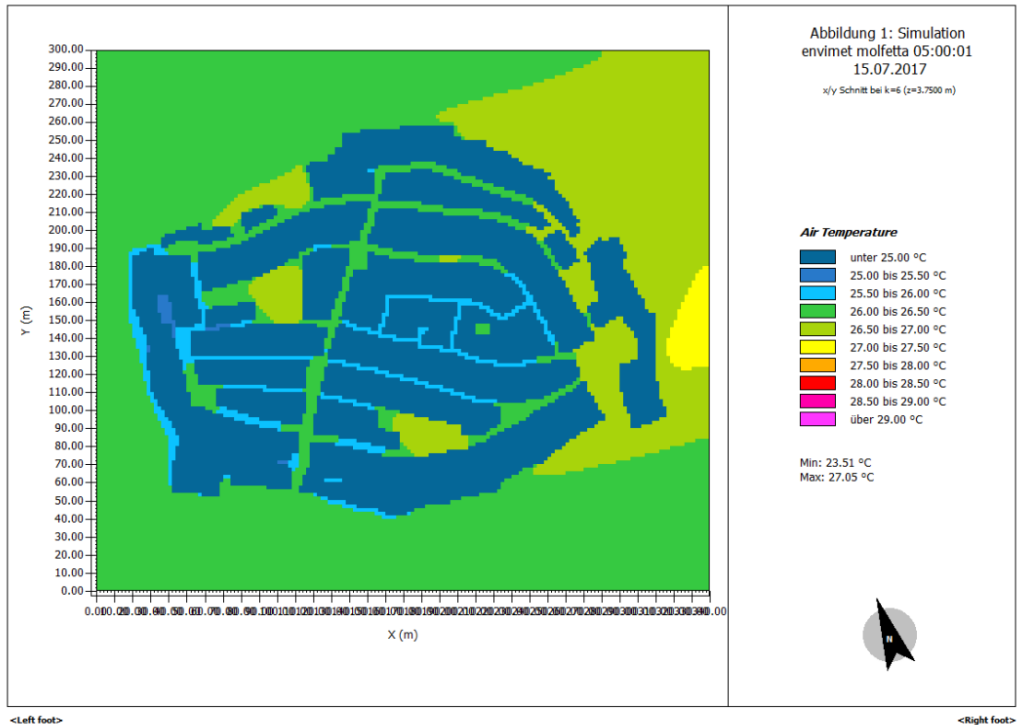 Abbildung 1: Simulation
envimet molfetta 05:00:01
15.07.2017
x/y Schnitt bei k=6 (z=3.7500 m)
300.00
290.00
280.00
270.00
260.00
250.00
240.00
230.00
220.00
210.00
200.00
190.00
180.00
170.00
160.00
150.00
140.00
130.00
120.00
110.00
100.00
90.00
80.00
70.00
60.00
50.00
40.00
30.00
20.00
10.00
0.00
Y (m)
X (m)
Air Temperature
unter 25.00 °C
25.00 bis 25.50 °C
25.50 bis 26.00 °C
26.00 bis 26.50 °C
26.50 bis 27.00 °C
27.00 bis 27.50 °C
27.50 bis 28.00 °C
28.00 bis 28.50 °C
28.50 bis 29.00 °C
über 29.00 °C
Min: 23.51 °C
Max: 27.05 °C
N
<Left foot>
<Right foot>